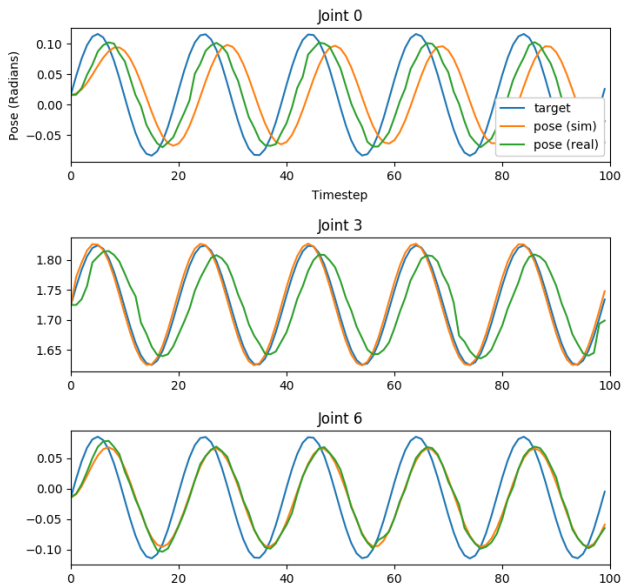 Joint 0
Pose (Radians)
0.10
0.05
0.00
−0.05
target
pose (sim)
pose (real)
0 20 40 60 80 100
Timestep
Joint 3
1.80
1.75
1.70
1.65
0 20 40 60 80 100
Joint 6
0.05
0.00
−0.05
−0.10
0 20 40 60 80 100